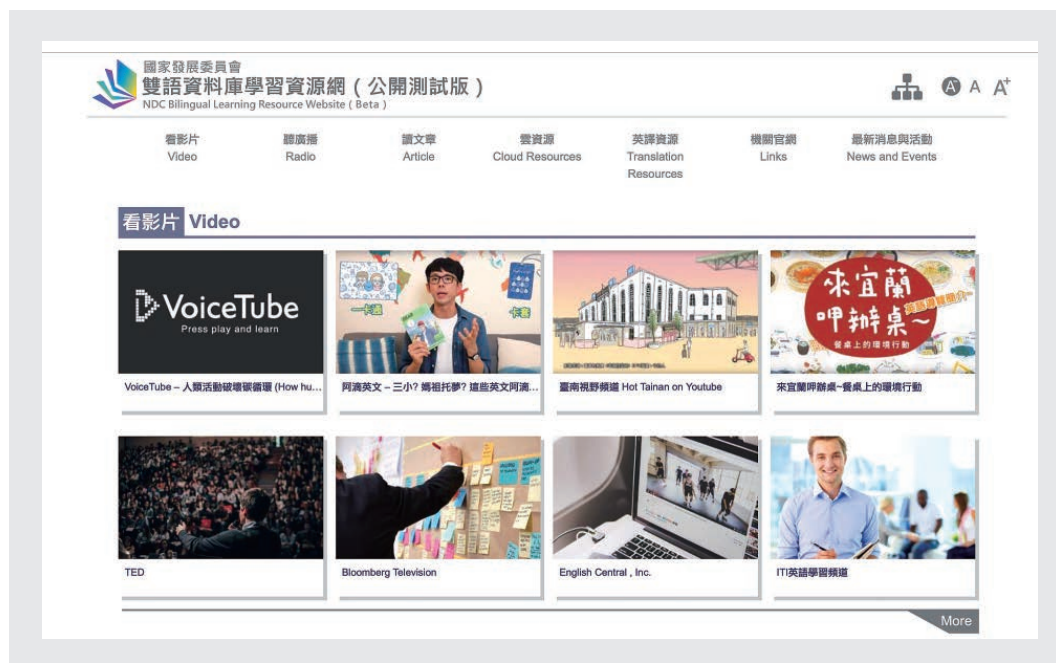 國家發展委員會
雙語資料庫學習資源網 ( 公開測試版 )
NDC Bilingual Learning Resource Website ( Beta )
A A A+
看影片 聽廣播 讀文章 雲資源 英譯資源 機關官網 最新消息與活動
Video Radio Article Cloud Resources Translation Resources Links News and Events
看影片 Video
VoiceTube
Press play and learn
一卡通
卡套
來宜蘭
呷辦桌~
餐桌上的環境行動
VoiceTube – 人類活動破壞碳循環 (How hu...
阿滴英文 – 三小? 媽祖托夢? 這些英文阿滴...
臺南視野頻道 Hot Tainan on Youtube
來宜蘭呷辦桌~餐桌上的環境行動
TED
Bloomberg Television
English Central , Inc.
ITI英語學習頻道
More